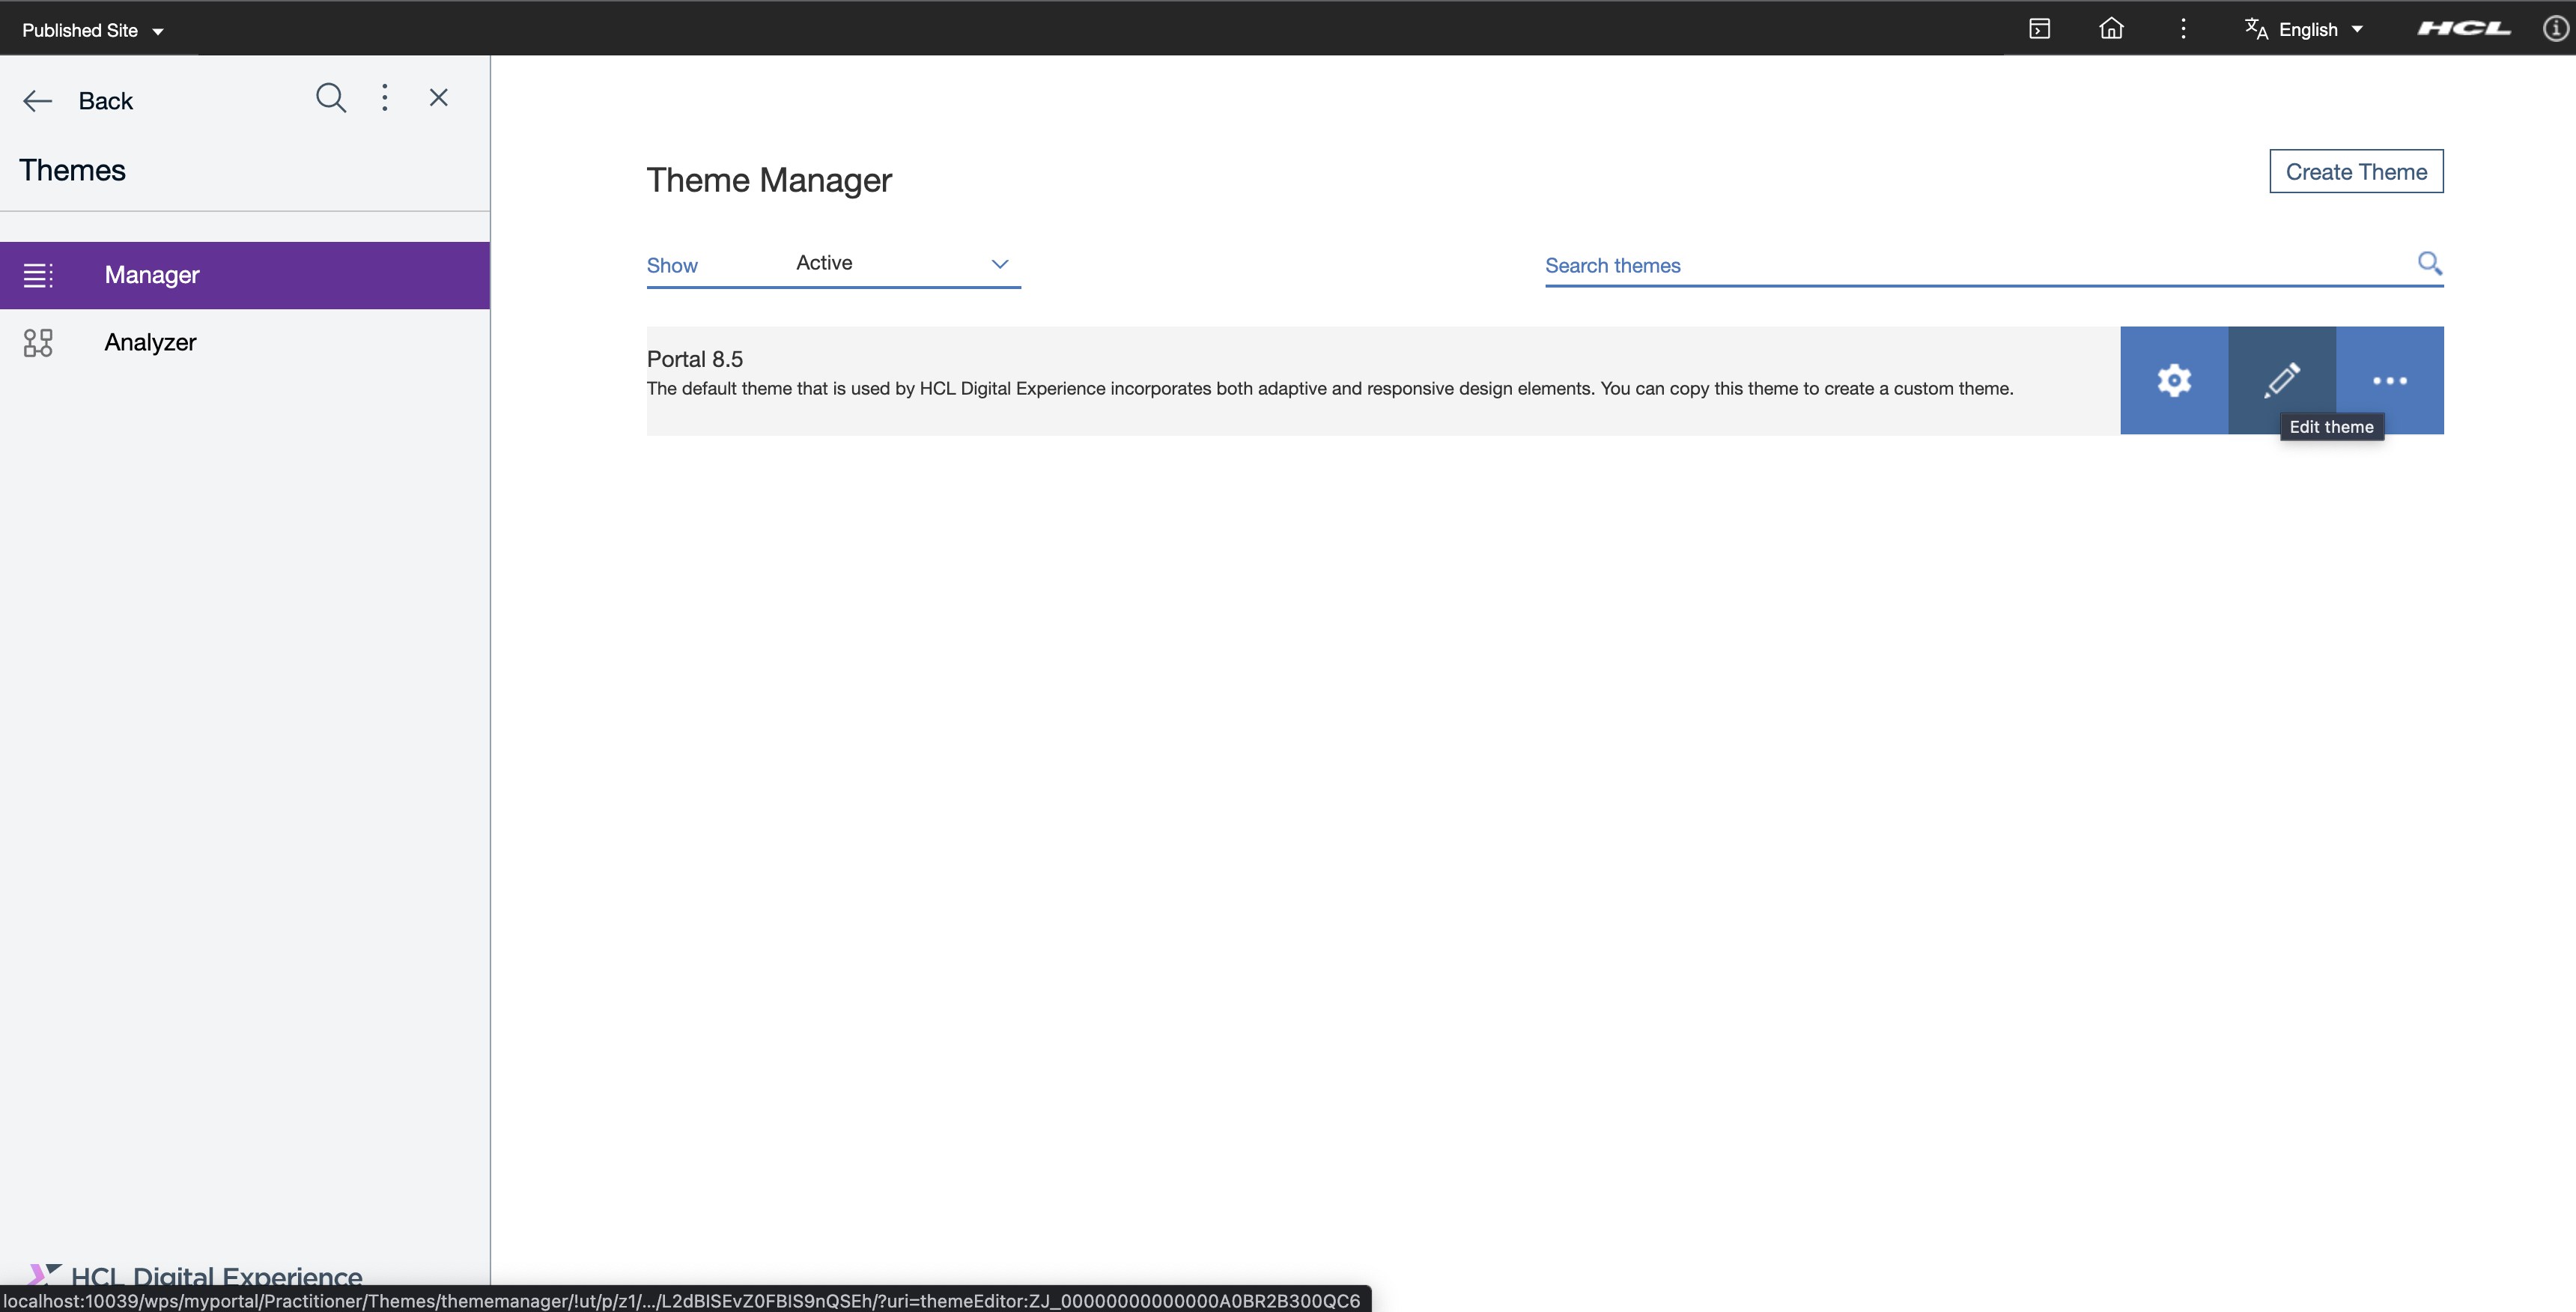 Published Site
English
HCL
Back
Themes
Manager
Analyzer
Theme Manager
Create Theme
Show Active
Search themes
Portal 8.5
The default theme that is used by HCL Digital Experience incorporates both adaptive and responsive design elements. You can copy this theme to create a custom theme.
Edit theme
HCL Digital Experience
localhost:10039/wps/myportal/Practitioner/Themes/thememanager/!ut/p/z1/.../L2dBISEvZ0FBIS9nQSEh/?uri=themeEditor:ZJ_00000000000000A0BR2B300QC6